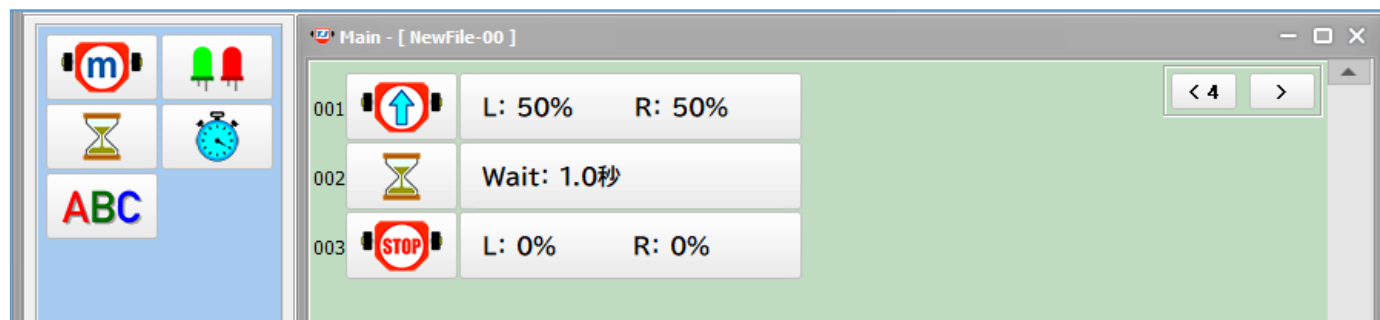 Main - [ NewFile-00 ]
m
ABC
< 4 >
001 L: 50% R: 50%
002 Wait: 1.0秒
003 STOP L: 0% R: 0%